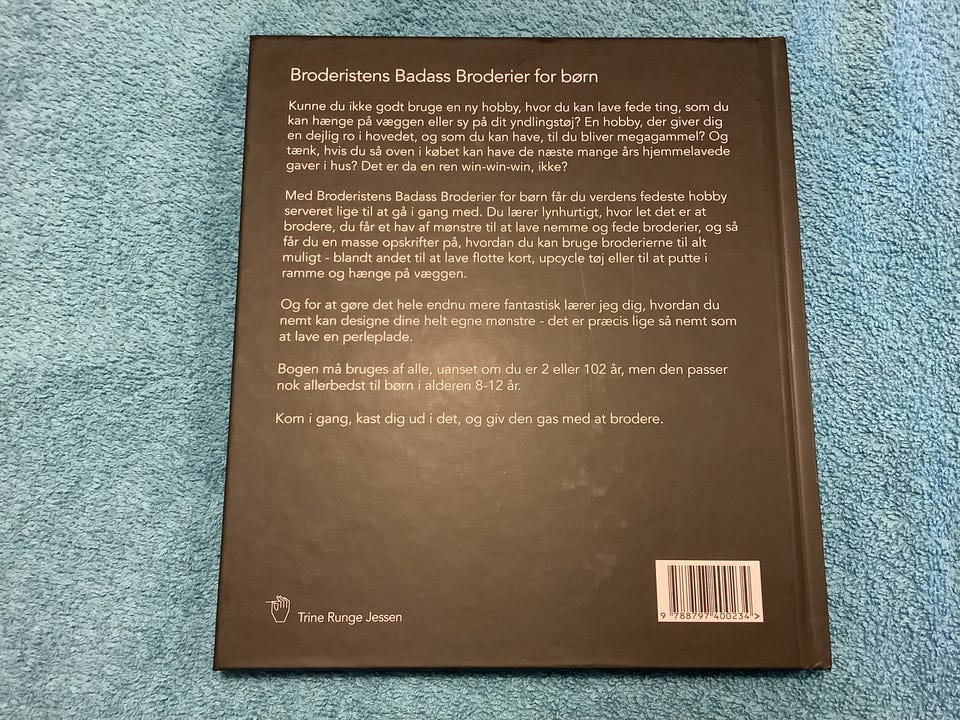 Broderistens Badass Broderier for børn
Kunne du ikke godt bruge en ny hobby, hvor du kan lave fede ting, som du
kan hænge på væggen eller sy på dit yndlingstøj? En hobby, der giver dig
en dejlig ro i hovedet, og som du kan have, til du bliver megagammel? Og
tænk, hvis du så oven i købet kan have de næste mange års hjemmelavede
gaver i hus? Det er da en ren win-win-win, ikke?
Med Broderistens Badass Broderier for børn får du verdens fedeste hobby
serveret lige til at gå i gang med. Du lærer lynhurtigt, hvor let det er at
brodere, du får et hav af mønstre til at lave nemme og fede broderier, og så
får du en masse opskrifter på, hvordan du kan bruge broderierne til alt
muligt - blandt andet til at lave flotte kort, upcycle tøj eller til at putte i
ramme og hænge på væggen.
Og for at gøre det hele endnu mere fantastisk lærer jeg dig, hvordan du
nemt kan designe dine helt egne mønstre - det er præcis lige så nemt som
at lave en perleplade.
Bogen må bruges af alle, uanset om du er 2 eller 102 år, men den passer
nok allerbedst til børn i alderen 8-12 år.
Kom i gang, kast dig ud i det, og giv den gas med at brodere.
Trine Runge Jessen
9 788797 400234 >